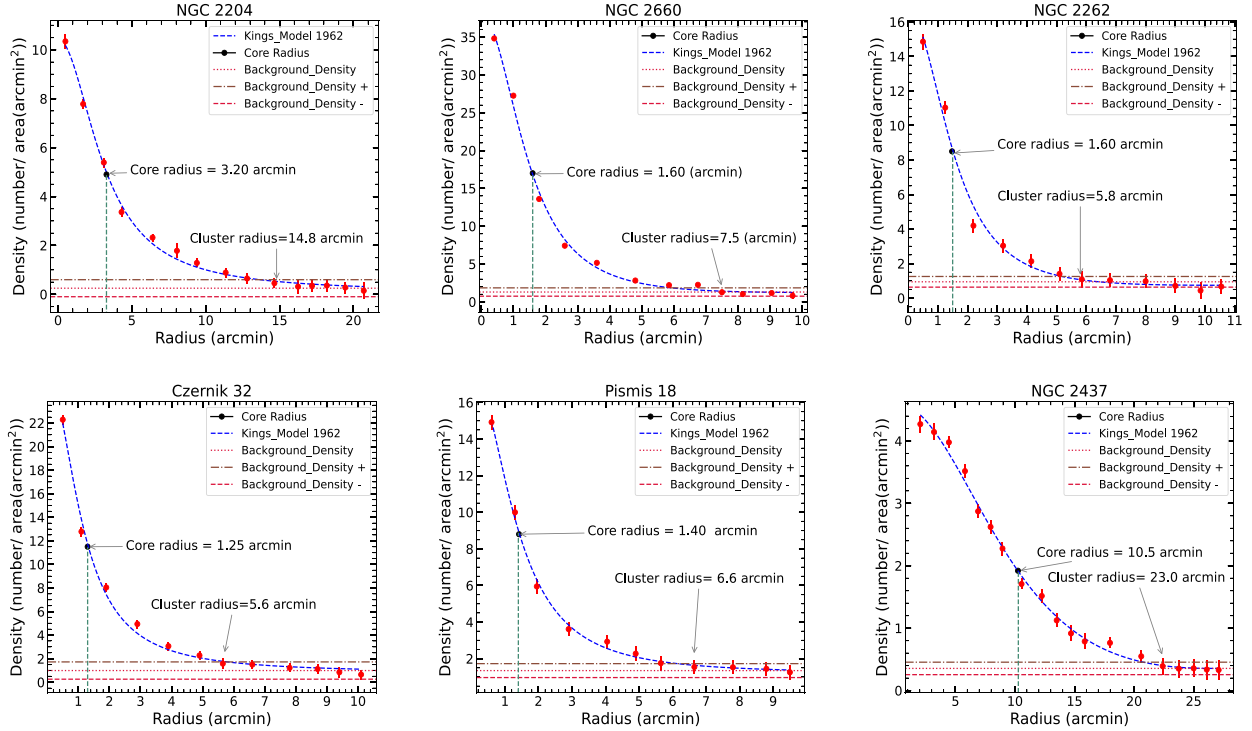 NGC 2204
10
8
6
4
2
0
Density (number/ area(arcmin²))
0 5 10 15 20
Radius (arcmin)
Kings_Model 1962
Core Radius
Background_Density
Background_Density +
Background_Density -
Core radius = 3.20 arcmin
Cluster radius=14.8 arcmin
NGC 2660
35
30
25
20
15
10
5
0
Density (number/ area(arcmin²))
0 1 2 3 4 5 6 7 8 9 10
Radius (arcmin)
Core Radius
Kings_Model 1962
Background_Density
Background_Density +
Background_Density -
Core radius = 1.60 (arcmin)
Cluster radius=7.5 (arcmin)
NGC 2262
16
14
12
10
8
6
4
2
0
Density (number/ area(arcmin²))
0 1 2 3 4 5 6 7 8 9 10 11
Radius (arcmin)
Core Radius
Kings_Model 1962
Background_Density
Background_Density +
Background_Density -
Core radius = 1.60 arcmin
Cluster radius=5.8 arcmin
Czernik 32
22
20
18
16
14
12
10
8
6
4
2
0
Density (number/ area(arcmin²))
1 2 3 4 5 6 7 8 9 10
Radius (arcmin)
Core Radius
Kings_Model 1962
Background_Density
Background_Density +
Background_Density -
Core radius = 1.25 arcmin
Cluster radius=5.6 arcmin
Pismis 18
16
14
12
10
8
6
4
2
Density (number/ area(arcmin²))
1 2 3 4 5 6 7 8 9
Radius (arcmin)
Core Radius
Kings_Model 1962
Background_Density
Background_Density +
Background_Density -
Core radius = 1.40 arcmin
Cluster radius= 6.6 arcmin
NGC 2437
4
3
2
1
0
Density (number/ area(arcmin²))
5 10 15 20 25
Radius (arcmin)
Core Radius
Kings_Model 1962
Background_Density
Background_Density +
Background_Density -
Core radius = 10.5 arcmin
Cluster radius= 23.0 arcmin